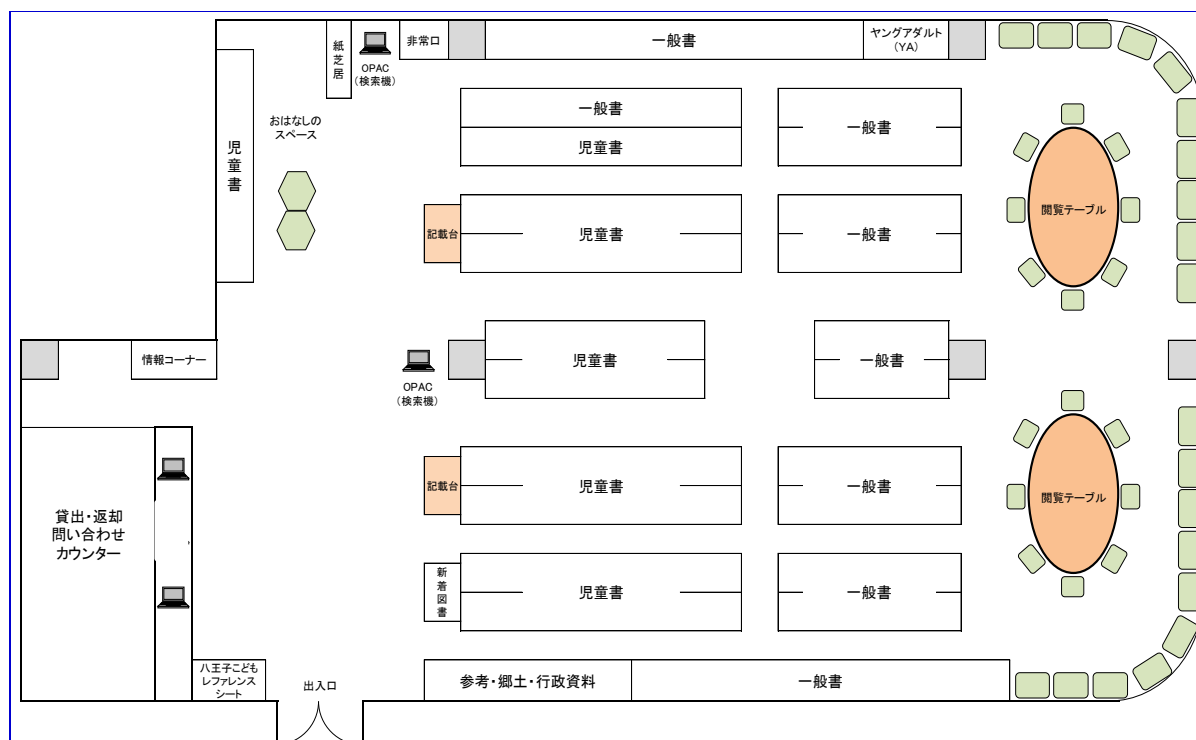 紙芝居
OPAC
(検索機)
非常口
一般書
ヤングアダルト
(YA)
児童書
おはなしの
スペース
一般書
児童書
一般書
閲覧テーブル
記載台
児童書
一般書
情報コーナー
OPAC
(検索機)
児童書
一般書
貸出・返却
問い合わせ
カウンター
記載台
児童書
一般書
閲覧テーブル
新着図書
児童書
一般書
八王子こども
レファレンス
シート
出入口
参考・郷土・行政資料
一般書